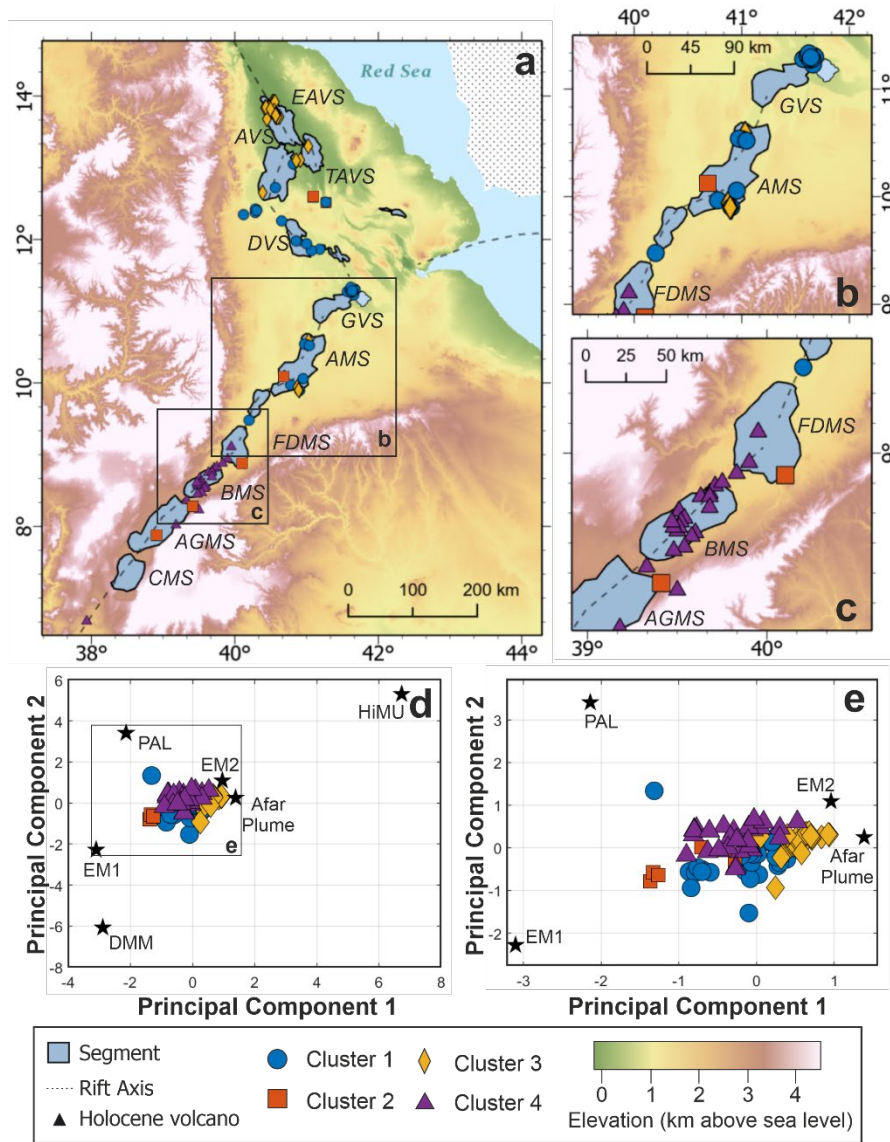 40°
41°
42°
0 45 90 km
a
Red Sea
14°
EAVS
AVS
TAVS
12°
DVS
GVS
AMS
10°
b
FDMS
BMS
c
8°
AGMS
CMS
0 100 200 km
38°
40°
42°
44°
11°
GVS
10°
AMS
b
FDMS
9°
0 25 50 km
FDMS
8°
BMS
c
AGMS
39°
40°
Principal Component 2
6
4
2
0
-2
-4
-6
-8
-4
-2
0
2
4
6
8
HiMU
d
PAL
EM2
Afar
Plume
e
EM1
DMM
Principal Component 1
Principal Component 2
3
2
1
0
-1
-2
-3
-2
-1
0
1
PAL
e
EM2
Afar
Plume
EM1
Principal Component 1
Segment
Rift Axis
Holocene volcano
Cluster 1
Cluster 2
Cluster 3
Cluster 4
0 1 2 3 4
Elevation (km above sea level)